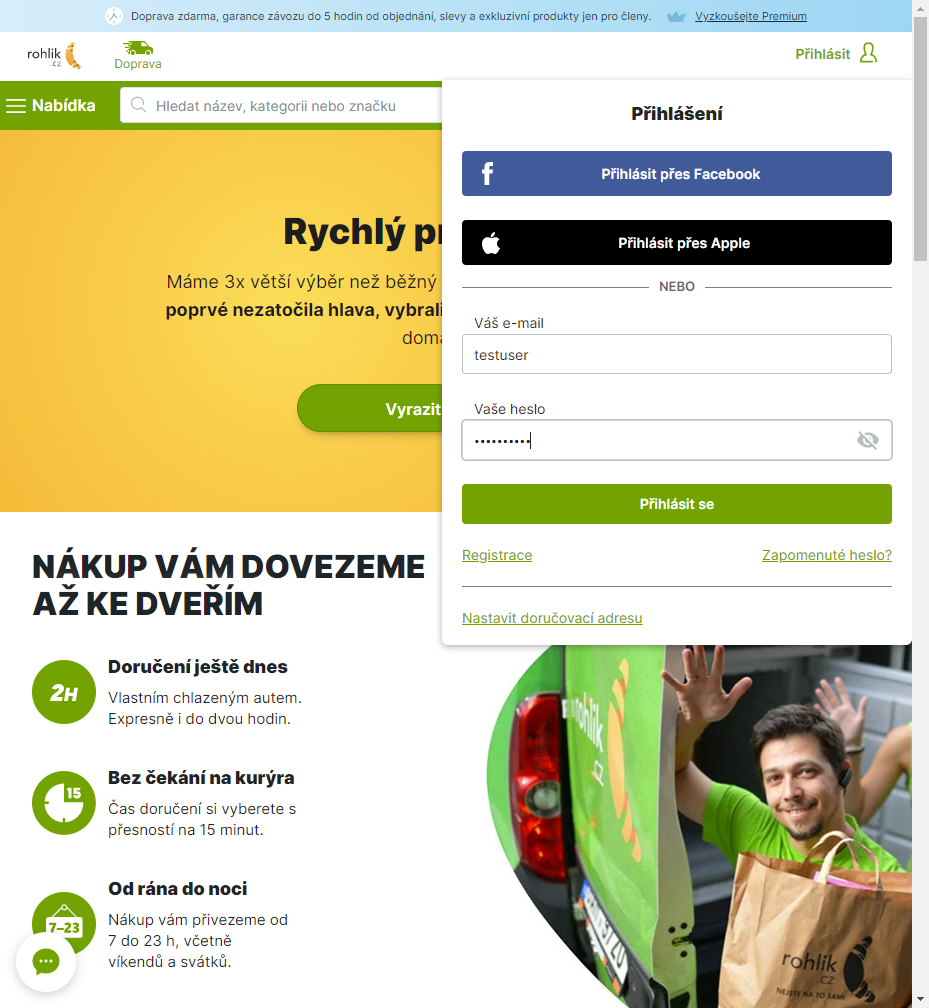 Doprava zdarma, garance závozu do 5 hodin od objednání, slevy a exkluzivní produkty jen pro členy. Vyzkoušejte Premium
rohlik
.cz
Doprava
Přihlásit
Nabídka
Hledat název, kategorii nebo značku
Přihlášení
Přihlásit přes Facebook
Přihlásit přes Apple
NEBO
Váš e-mail
testuser
Vaše heslo
••••••••••
Přihlásit se
Registrace
Zapomenuté heslo?
Nastavit doručovací adresu
Rychlý
Máme 3x větší výběr než běžný
poprvé nezatočila hlava, vybrali
Vyrazit
NÁKUP VÁM DOVEZEME
AŽ KE DVEŘÍM
2H
Doručení ještě dnes
Vlastním chlazeným autem.
Expresně i do dvou hodin.
15
Bez čekání na kurýra
Čas doručení si vyberete s
přesností na 15 minut.
7–23
Od rána do noci
Nákup vám přivezeme od
7 do 23 h, včetně
víkendů a svátků.
rohlik
.CZ
rohlik
.CZ
NEJSTE NA TO SAMI